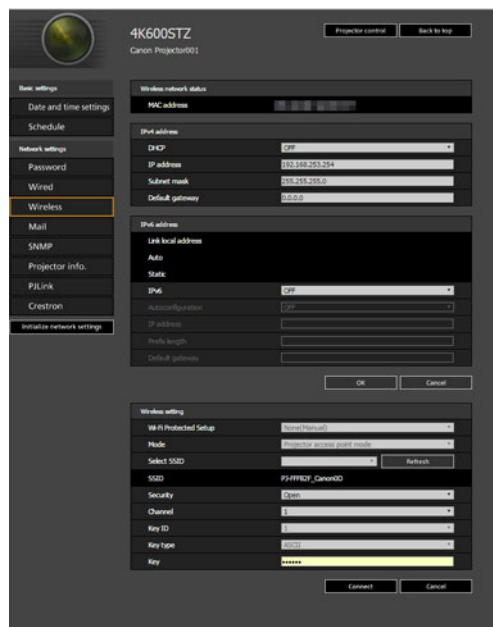 4K600STZ
Projector control
Back to top
Canon Projector001
Basic settings
Date and time settings
Schedule
Network settings
Password
Wired
Wireless
Mail
SNMP
Projector info.
PJLink
Crestron
Initialize network settings
Wireless network status
MAC address
IPv4 address
DHCP OFF
IP address 192.168.253.254
Subnet mask 255.255.255.0
Default gateway 0.0.0.0
IPv6 address
Link local address
Auto
Static
IPv6 OFF
Autoconfiguration OFF
IP address
Prefix length
Default gateway
OK Cancel
Wireless setting
Wi-Fi Protected Setup None(Manual)
Mode Projector access point mode
Select SSID Refresh
SSID PJ-FFFB2F_Canon0D
Security Open
Channel 1
Key ID 1
Key type ASCII
Key ••••••
Connect Cancel